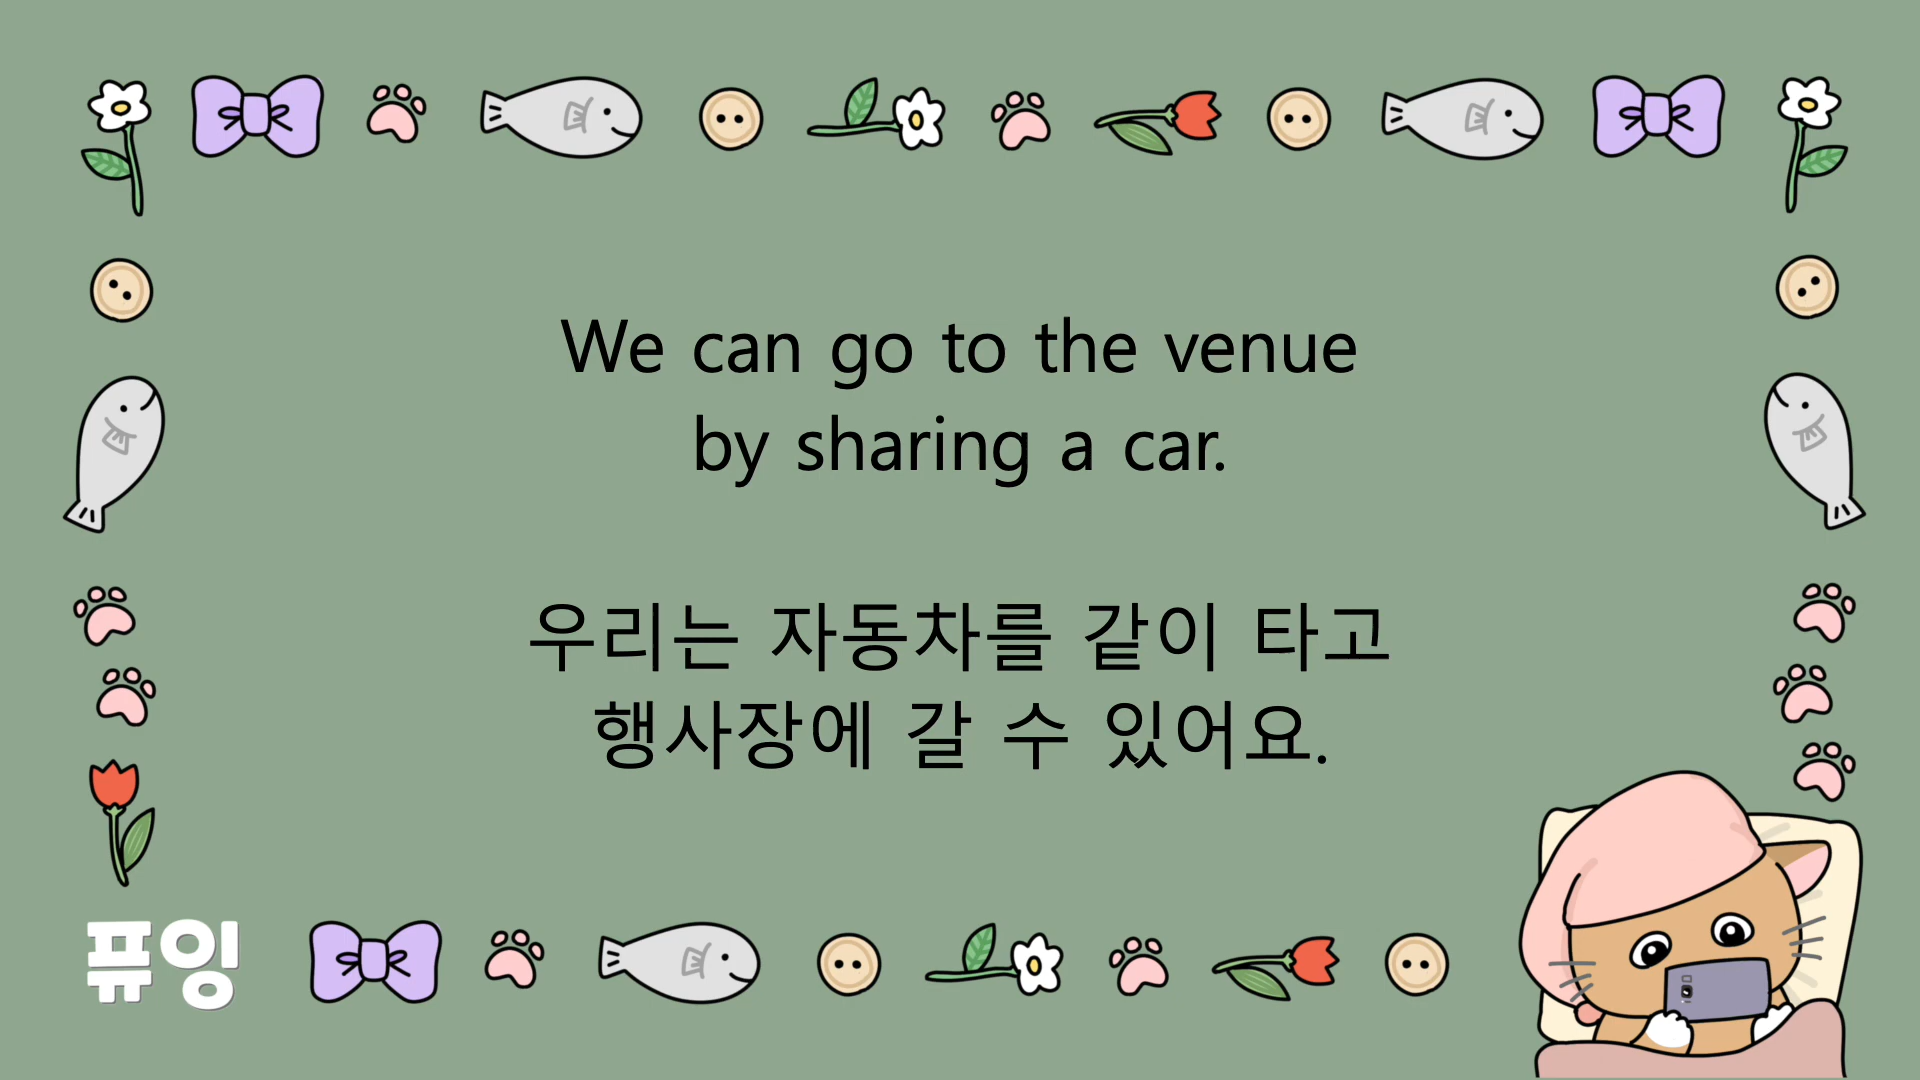 We can go to the venue
by sharing a car.
우리는 자동차를 같이 타고
행사장에 갈 수 있어요.
퓨잉